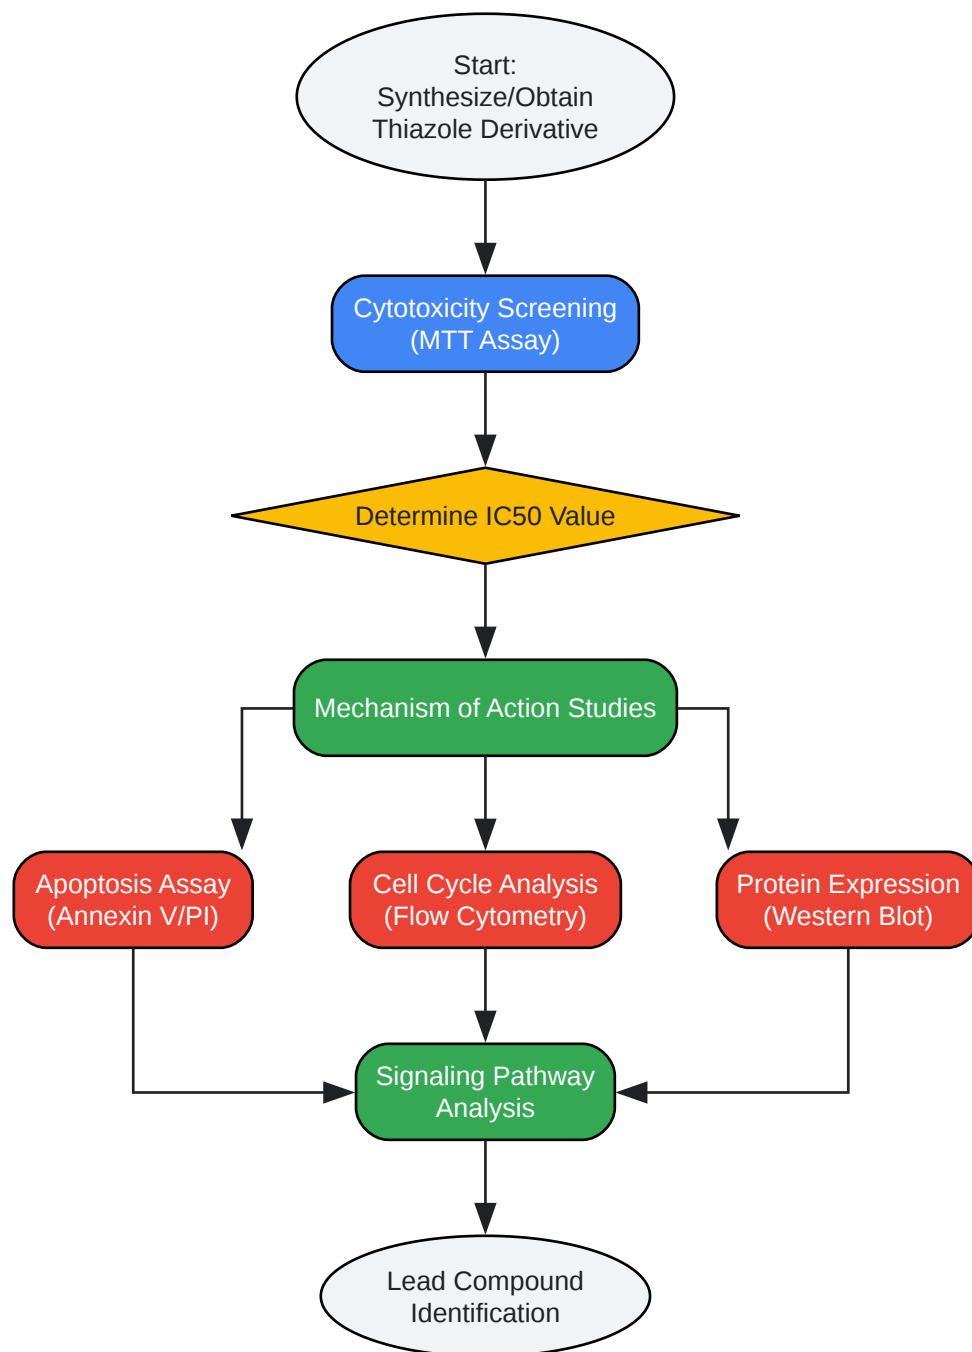 Start:
Synthesize/Obtain
Thiazole Derivative
Cytotoxicity Screening
(MTT Assay)
Determine IC50 Value
Mechanism of Action Studies
Apoptosis Assay
(Annexin V/PI)
Cell Cycle Analysis
(Flow Cytometry)
Protein Expression
(Western Blot)
Signaling Pathway
Analysis
Lead Compound
Identification